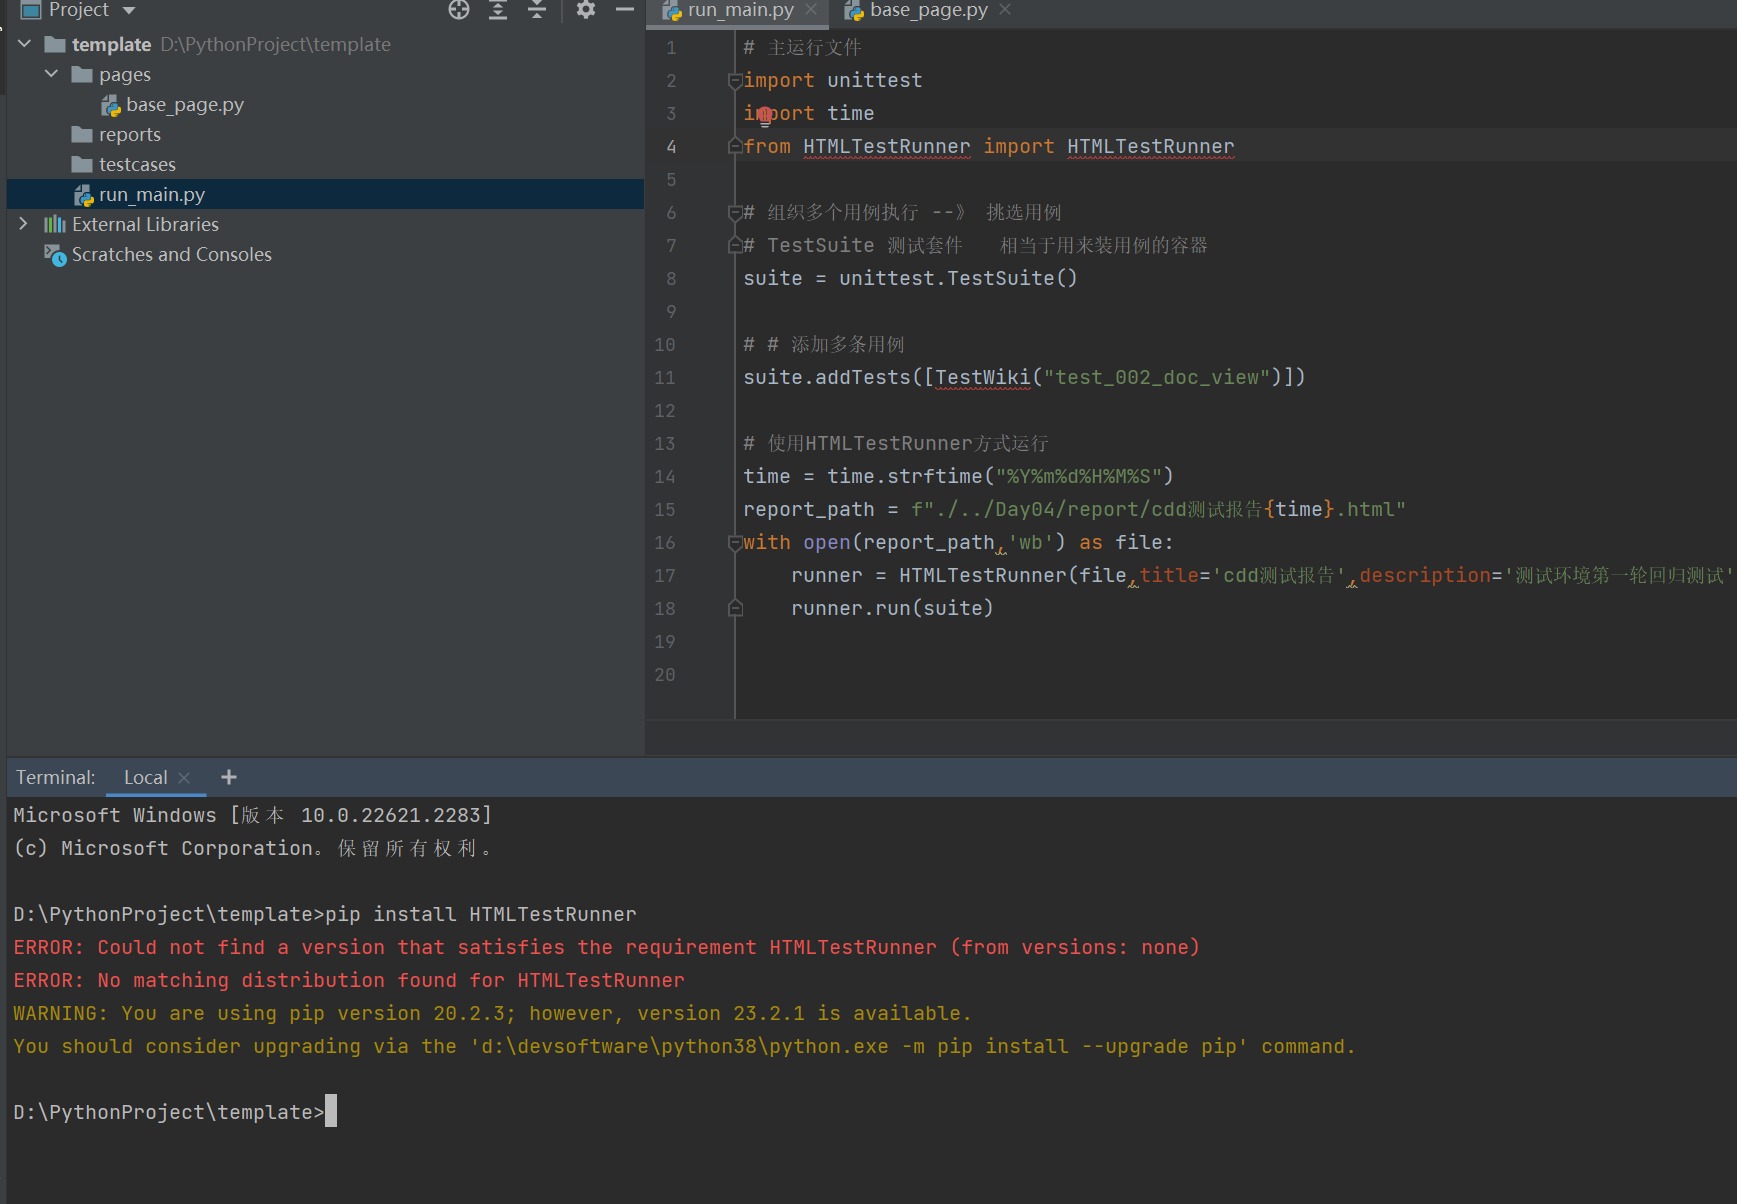 Project
template D:\PythonProject\template
pages
base_page.py
reports
testcases
run_main.py
External Libraries
Scratches and Consoles
run_main.py
base_page.py
1 # 主运行文件
2 import unittest
3 import time
4 from HTMLTestRunner import HTMLTestRunner
5
6 # 组织多个用例执行 --》 挑选用例
7 # TestSuite 测试套件 相当于用来装用例的容器
8 suite = unittest.TestSuite()
9
10 # # 添加多条用例
11 suite.addTests([TestWiki("test_002_doc_view")])
12
13 # 使用HTMLTestRunner方式运行
14 time = time.strftime("%Y%m%d%H%M%S")
15 report_path = f"./../Day04/report/cdd测试报告{time}.html"
16 with open(report_path,'wb') as file:
17 runner = HTMLTestRunner(file,title='cdd测试报告',description='测试环境第一轮回归测试'
18 runner.run(suite)
19
20
Terminal: Local +
Microsoft Windows [版本 10.0.22621.2283]
(c) Microsoft Corporation。保留所有权利。
D:\PythonProject\template>pip install HTMLTestRunner
ERROR: Could not find a version that satisfies the requirement HTMLTestRunner (from versions: none)
ERROR: No matching distribution found for HTMLTestRunner
WARNING: You are using pip version 20.2.3; however, version 23.2.1 is available.
You should consider upgrading via the 'd:\devsoftware\python38\python.exe -m pip install --upgrade pip' command.
D:\PythonProject\template>